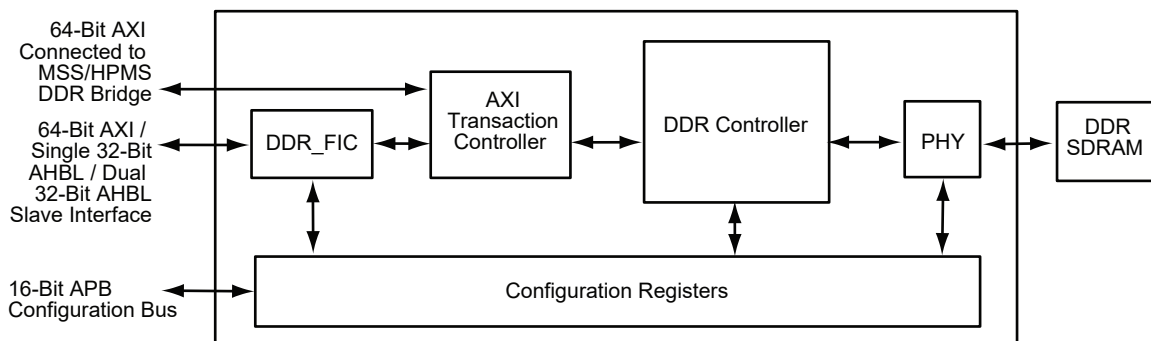 64-Bit AXI
Connected to
MSS/HPMS
DDR Bridge
64-Bit AXI /
Single 32-Bit
AHBL / Dual
32-Bit AHBL
Slave Interface
16-Bit APB
Configuration Bus
DDR_FIC
AXI
Transaction
Controller
DDR Controller
PHY
DDR
SDRAM
Configuration Registers